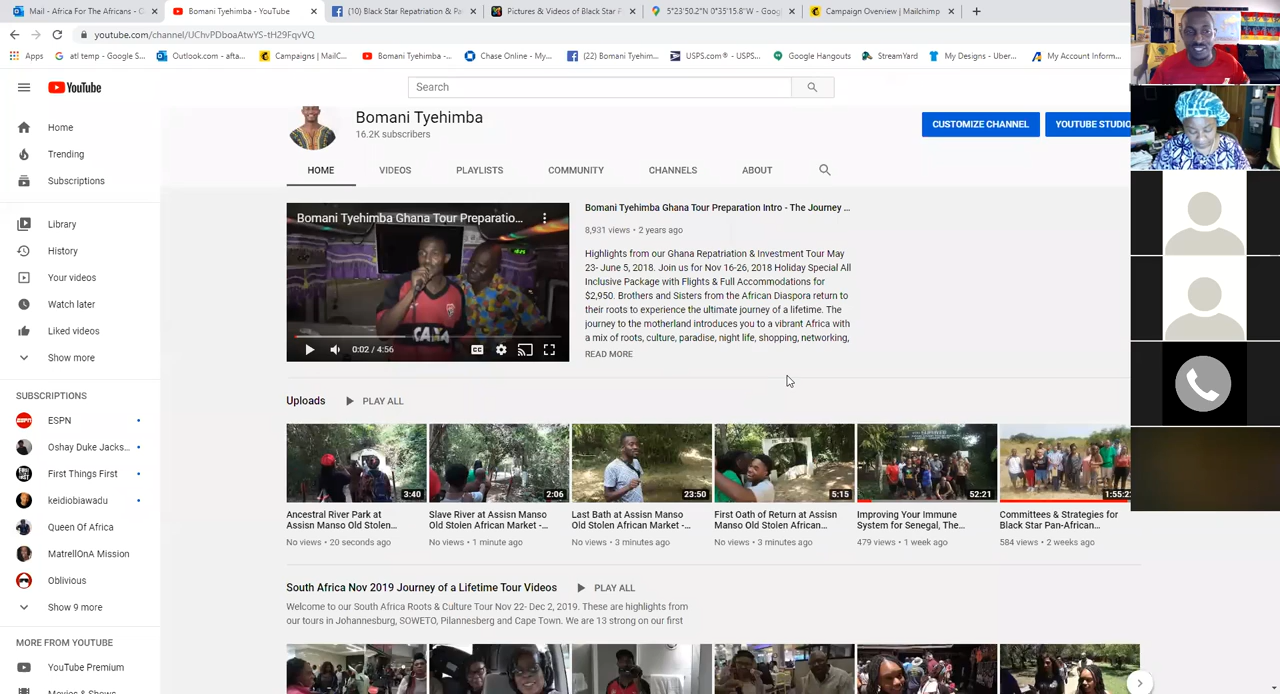 Mail - Africa For The Africans - O
Bomani Tyehimba - YouTube
(10) Black Star Repatriation & Pa
Pictures & Videos of Black Star P
5°23'50.2"N 0°35'15.8"W - Goog
Campaign Overview | Mailchimp
youtube.com/channel/UChvPDboaAtwYS-tH29FqvVQ
Apps
atl temp - Google S...
Outlook.com - afta...
Campaigns | MailC...
Bomani Tyehimba -...
Chase Online - My...
(22) Bomani Tyehim...
USPS.com® - USPS...
Google Hangouts
StreamYard
My Designs - Uber...
My Account Inform...
YouTube
Search
Home
Trending
Subscriptions
Library
History
Your videos
Watch later
Liked videos
Show more
SUBSCRIPTIONS
ESPN
Oshay Duke Jacks...
First Things First
keidiobiawadu
Queen Of Africa
MatrellOnA Mission
Oblivious
Show 9 more
MORE FROM YOUTUBE
YouTube Premium
Movies & Shows
Bomani Tyehimba
16.2K subscribers
CUSTOMIZE CHANNEL
YOUTUBE STUDIO
HOME
VIDEOS
PLAYLISTS
COMMUNITY
CHANNELS
ABOUT
Bomani Tyehimba Ghana Tour Preparatio...
0:02 / 4:56
Bomani Tyehimba Ghana Tour Preparation Intro - The Journey ...
8,931 views • 2 years ago
Highlights from our Ghana Repatriation & Investment Tour May
23- June 5, 2018. Join us for Nov 16-26, 2018 Holiday Special All
Inclusive Package with Flights & Full Accommodations for
$2,950. Brothers and Sisters from the African Diaspora return to
their roots to experience the ultimate journey of a lifetime. The
journey to the motherland introduces you to a vibrant Africa with
a mix of roots, culture, paradise, night life, shopping, networking,
READ MORE
Uploads
PLAY ALL
3:40
2:06
23:50
5:15
52:21
1:55:22
Ancestral River Park at
Assisn Manso Old Stolen...
No views • 20 seconds ago
Slave River at Assisn Manso
Old Stolen African Market -...
No views • 1 minute ago
Last Bath at Assisn Manso
Old Stolen African Market -...
No views • 3 minutes ago
First Oath of Return at Assisn
Manso Old Stolen African...
No views • 3 minutes ago
Improving Your Immune
System for Senegal, The...
479 views • 1 week ago
Committees & Strategies for
Black Star Pan-African...
584 views • 2 weeks ago
South Africa Nov 2019 Journey of a Lifetime Tour Videos
PLAY ALL
Welcome to our South Africa Roots & Culture Tour Nov 22- Dec 2, 2019. These are highlights from
our tours in Johannesburg, SOWETO, Pilannesberg and Cape Town. We are 13 strong on our first